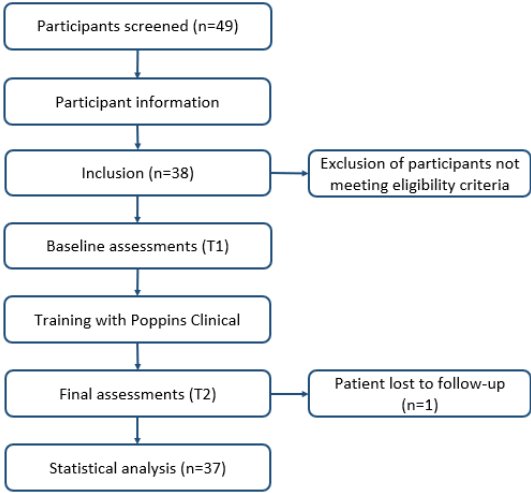 Participants screened (n=49)
Participant information
Inclusion (n=38)
Exclusion of participants not
meeting eligibility criteria
Baseline assessments (T1)
Training with Poppins Clinical
Final assessments (T2)
Patient lost to follow-up
(n=1)
Statistical analysis (n=37)